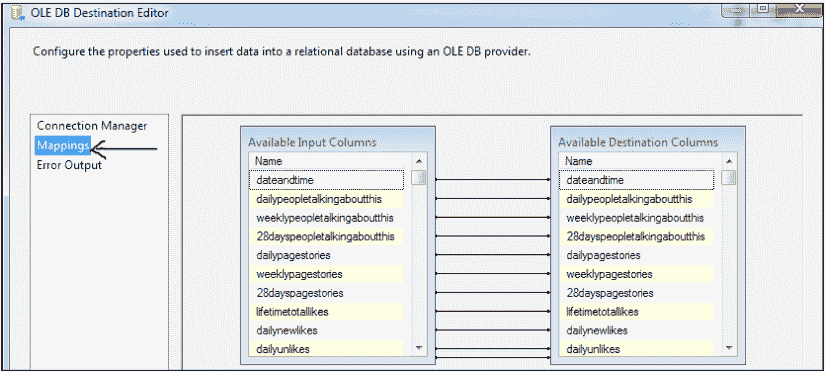 OLE DB Destination Editor
Configure the properties used to insert data into a relational database using an OLE DB provider.
Connection Manager
Mappings
Error Output
Available Input Columns
Name
dateandtime
dailypeopletalkingaboutthis
weeklypeopletalkingaboutthis
28dayspeopletalkingaboutthis
dailypagestories
weeklypagestories
28dayspagestories
lifetimetotallikes
dailynewlikes
dailyunlikes
Available Destination Columns
Name
dateandtime
dailypeopletalkingaboutthis
weeklypeopletalkingaboutthis
28dayspeopletalkingaboutthis
dailypagestories
weeklypagestories
28dayspagestories
lifetimetotallikes
dailynewlikes
dailyunlikes